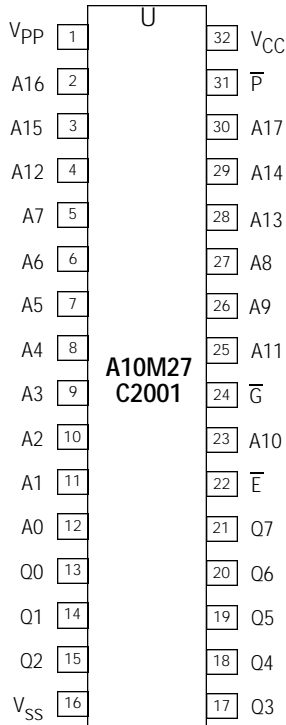 U
V_PP 1 32 V_CC
A16 2 31 P̅
A15 3 30 A17
A12 4 29 A14
A7 5 28 A13
A6 6 27 A8
A5 7 26 A9
A4 8 25 A11
A10M27
C2001
A3 9 24 G̅
A2 10 23 A10
A1 11 22 E̅
A0 12 21 Q7
Q0 13 20 Q6
Q1 14 19 Q5
Q2 15 18 Q4
V_SS 16 17 Q3